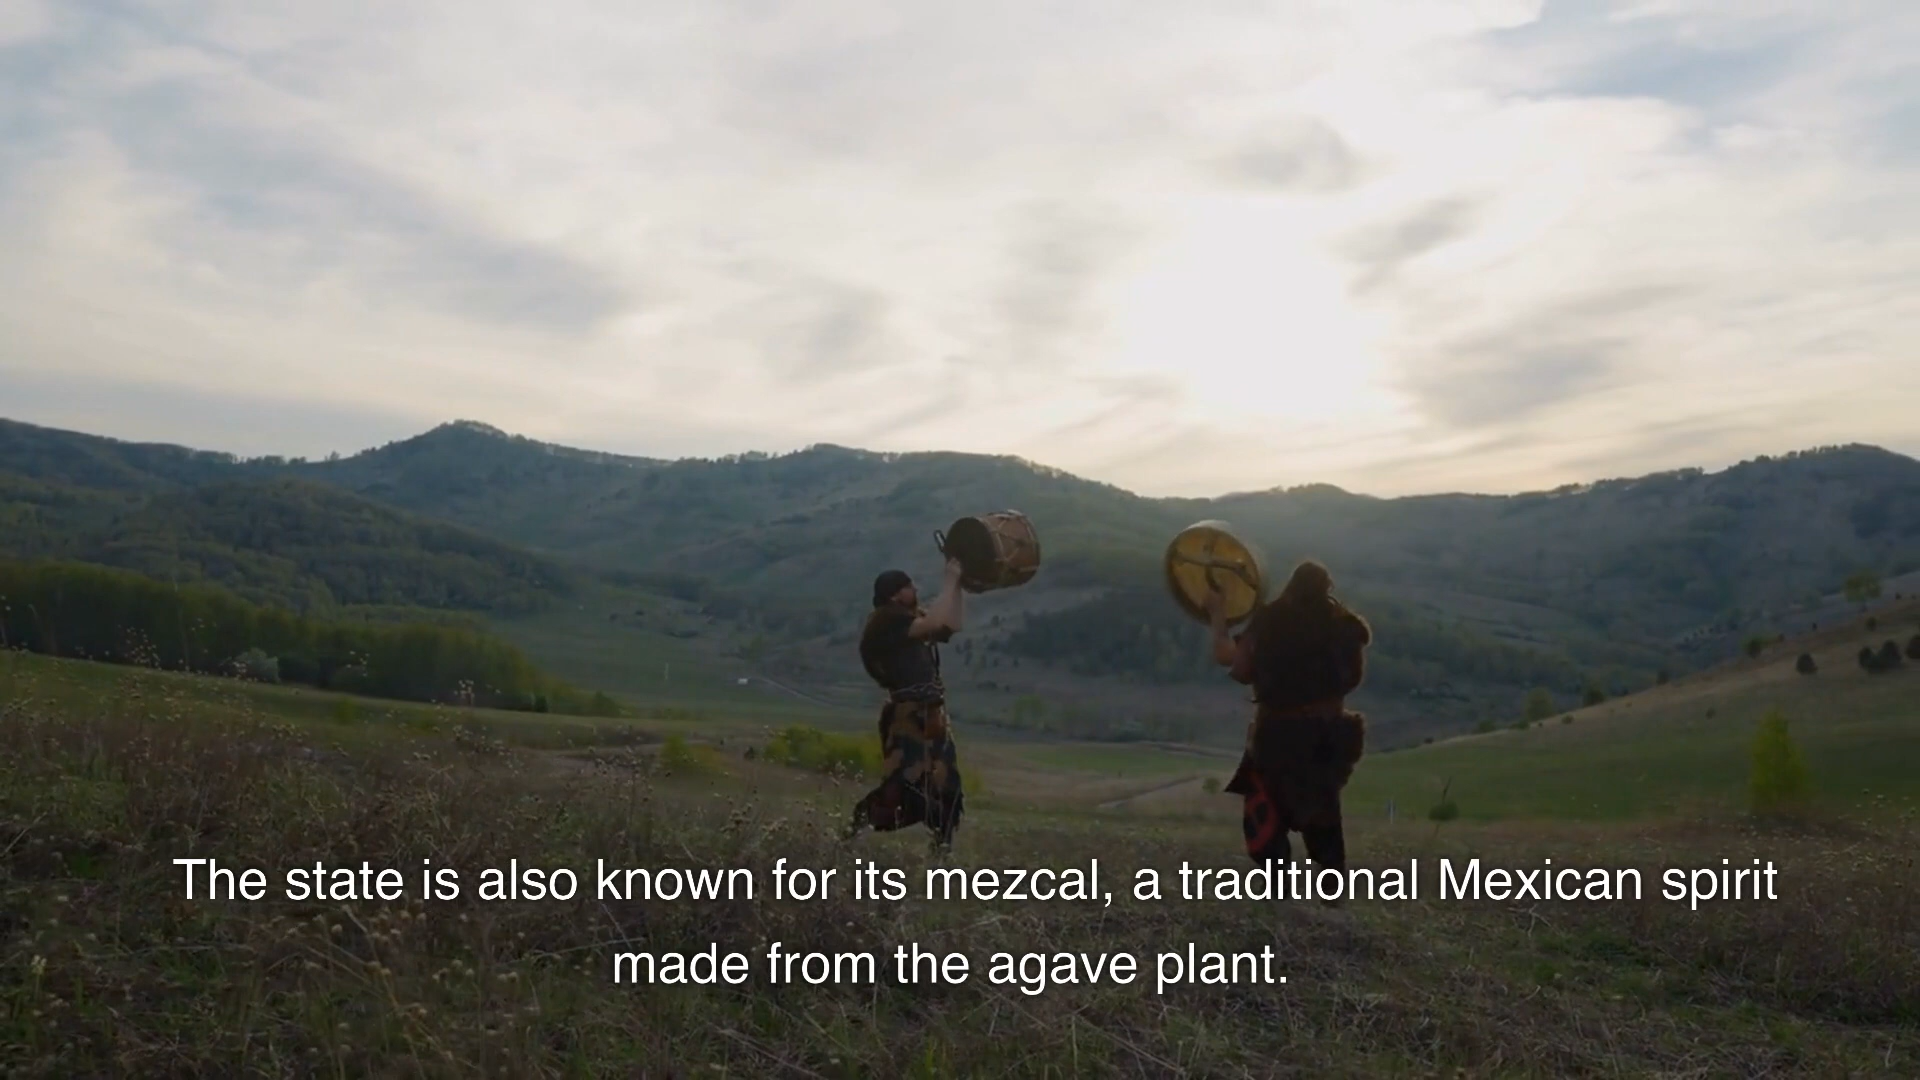 The state is also known for its mezcal, a traditional Mexican spirit
made from the agave plant.